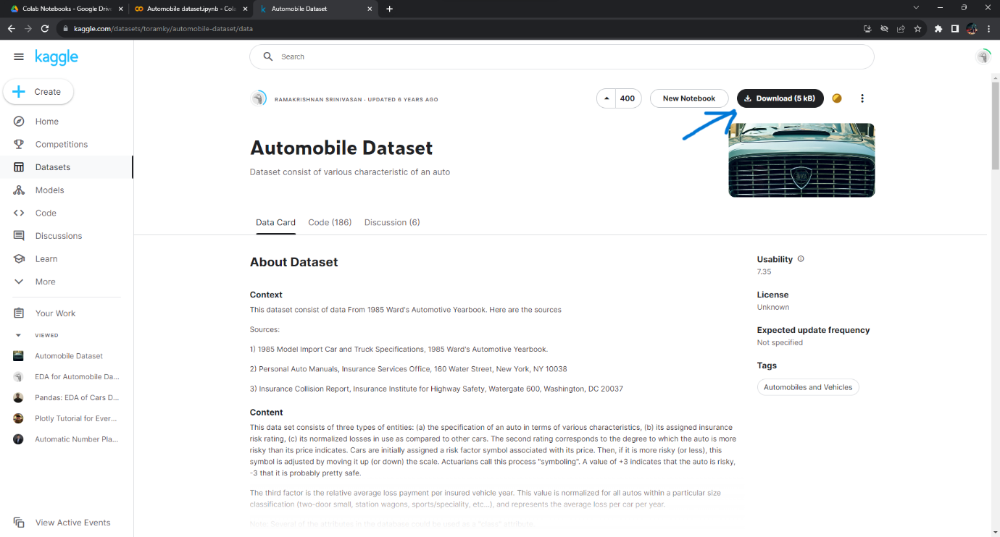 Colab Notebooks - Google Driv
Automobile dataset.ipynb - Cola
Automobile Dataset
kaggle.com/datasets/toramky/automobile-dataset/data
kaggle
Search
Create
Home
Competitions
Datasets
Models
Code
Discussions
Learn
More
Your Work
VIEWED
Automobile Dataset
EDA for Automobile Da...
Pandas: EDA of Cars D...
Plotly Tutorial for Ever...
Automatic Number Pla...
View Active Events
RAMAKRISHNAN SRINIVASAN · UPDATED 6 YEARS AGO
400
New Notebook
Download (5 kB)
Automobile Dataset
Dataset consist of various characteristic of an auto
Data Card
Code (186)
Discussion (6)
About Dataset
Context
This dataset consist of data From 1985 Ward's Automotive Yearbook. Here are the sources
Sources:
1) 1985 Model Import Car and Truck Specifications, 1985 Ward's Automotive Yearbook.
2) Personal Auto Manuals, Insurance Services Office, 160 Water Street, New York, NY 10038
3) Insurance Collision Report, Insurance Institute for Highway Safety, Watergate 600, Washington, DC 20037
Content
This data set consists of three types of entities: (a) the specification of an auto in terms of various characteristics, (b) its assigned insurance
risk rating, (c) its normalized losses in use as compared to other cars. The second rating corresponds to the degree to which the auto is more
risky than its price indicates. Cars are initially assigned a risk factor symbol associated with its price. Then, if it is more risky (or less), this
symbol is adjusted by moving it up (or down) the scale. Actuarians call this process "symboling". A value of +3 indicates that the auto is risky,
-3 that it is probably pretty safe.
The third factor is the relative average loss payment per insured vehicle year. This value is normalized for all autos within a particular size
classification (two-door small, station wagons, sports/speciality, etc...), and represents the average loss per car per year.
Note: Several of the attributes in the database could be used as a "class" attribute.
Usability
7.35
License
Unknown
Expected update frequency
Not specified
Tags
Automobiles and Vehicles